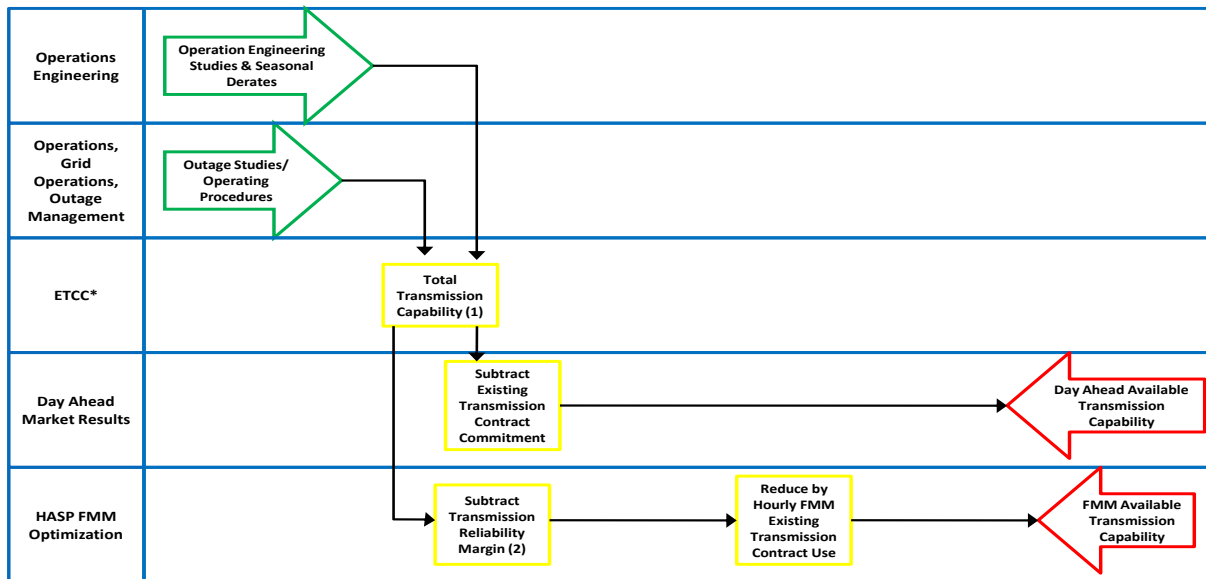 Operations
Engineering
Operation Engineering
Studies & Seasonal
Derates
Operations,
Grid
Operations,
Outage
Management
Outage Studies/
Operating
Procedures
ETCC*
Total
Transmission
Capability (1)
Day Ahead
Market Results
Subtract
Existing
Transmission
Contract
Commitment
Day Ahead Available
Transmission
Capability
HASP FMM
Optimization
Subtract
Transmission
Reliability
Margin (2)
Reduce by
Hourly FMM
Existing
Transmission
Contract Use
FMM Available
Transmission
Capability